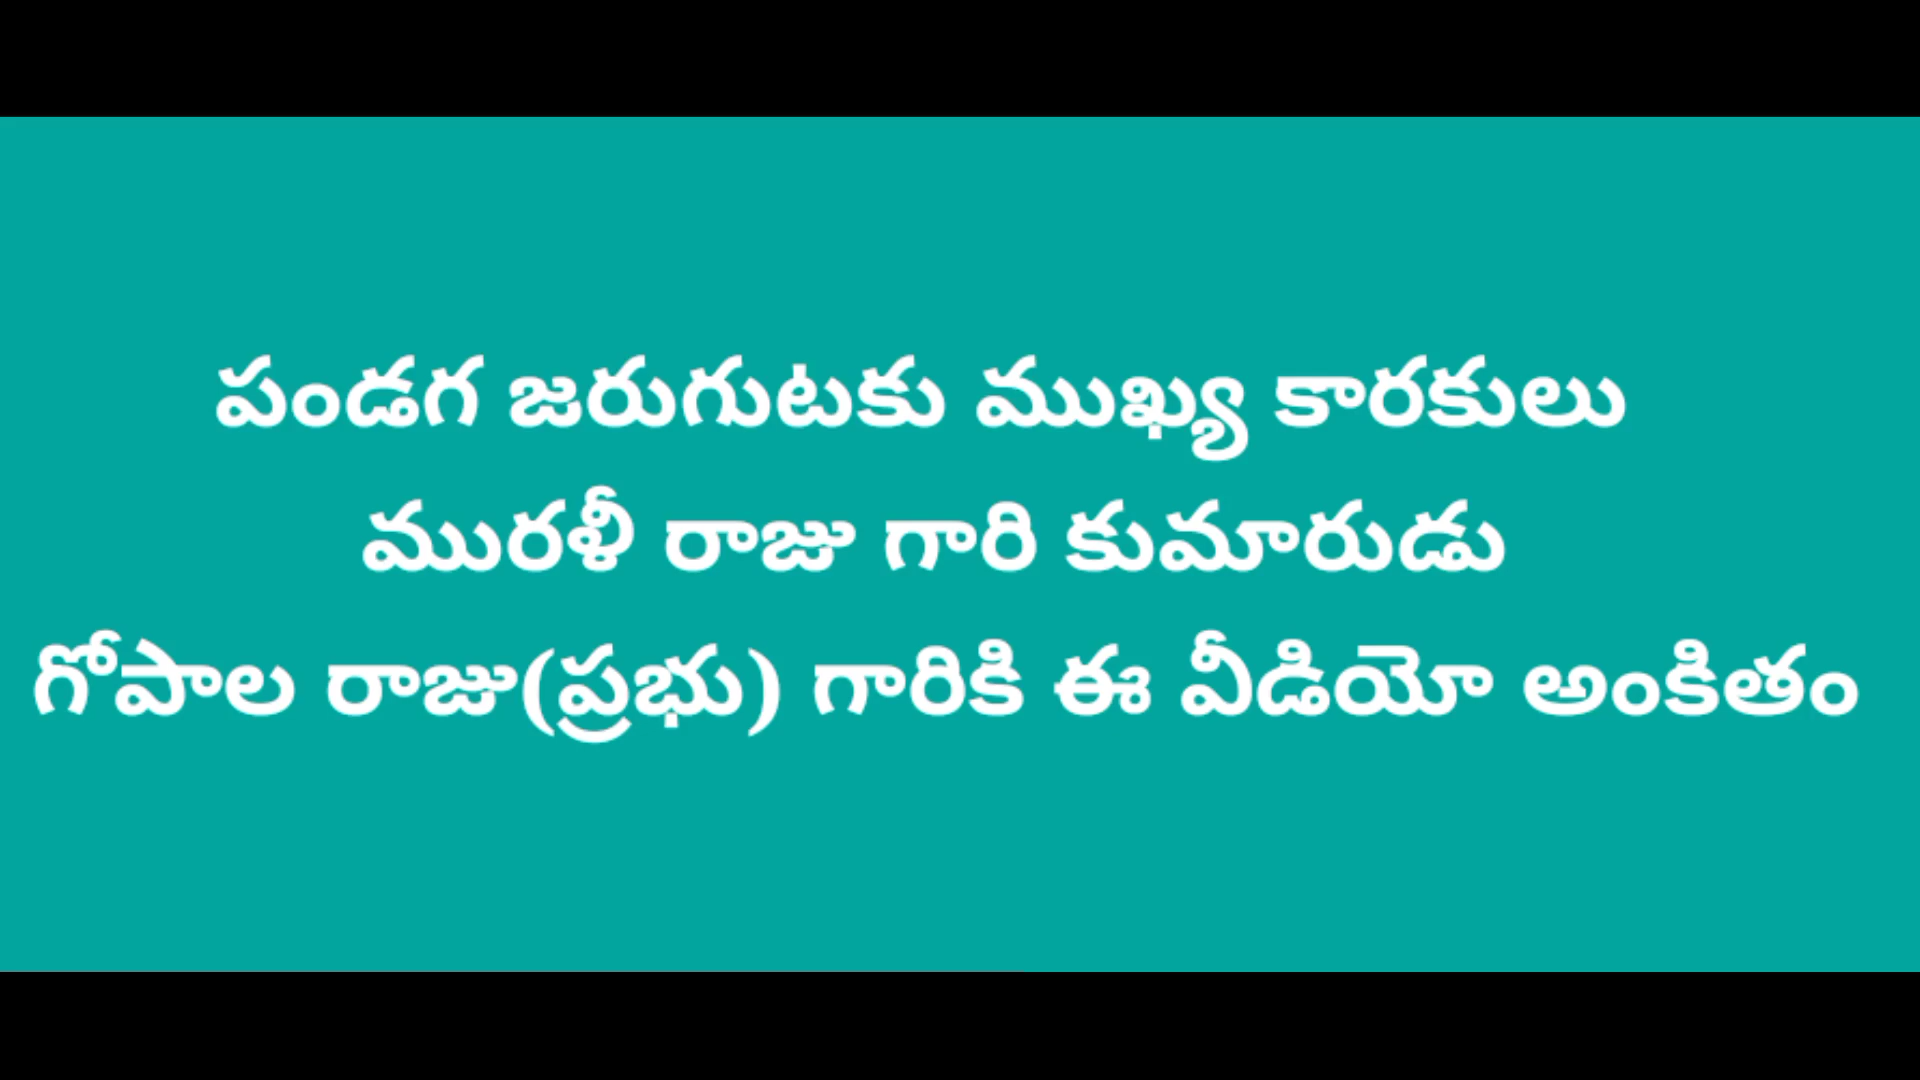 పండగ జరుగుటకు ముఖ్య కారకులు
మురళీ రాజు గారి కుమారుడు
గోపాల రాజు(ప్రభు) గారికి ఈ వీడియో అంకితం